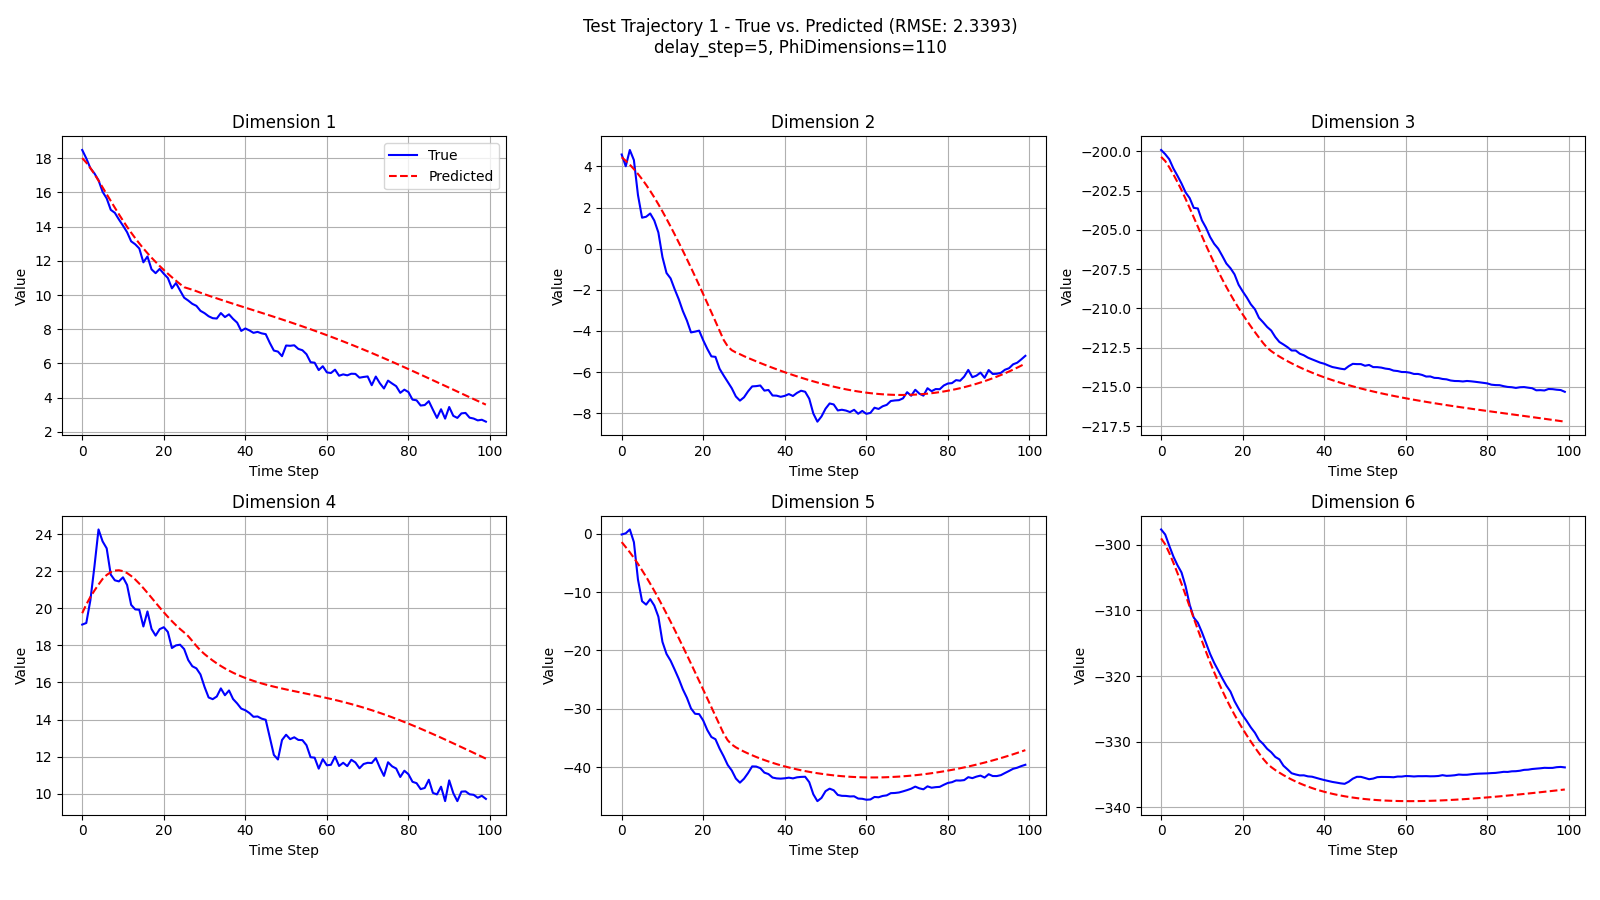 Test Trajectory 1 - True vs. Predicted (RMSE: 2.3393)
delay_step=5, PhiDimensions=110
Dimension 1
18
16
14
12
10
8
6
4
2
Value
0 20 40 60 80 100
Time Step
True
Predicted
Dimension 2
4
2
0
−2
−4
−6
−8
Value
0 20 40 60 80 100
Time Step
Dimension 3
−200.0
−202.5
−205.0
−207.5
−210.0
−212.5
−215.0
−217.5
Value
0 20 40 60 80 100
Time Step
Dimension 4
24
22
20
18
16
14
12
10
Value
0 20 40 60 80 100
Time Step
Dimension 5
0
−10
−20
−30
−40
Value
0 20 40 60 80 100
Time Step
Dimension 6
−300
−310
−320
−330
−340
Value
0 20 40 60 80 100
Time Step